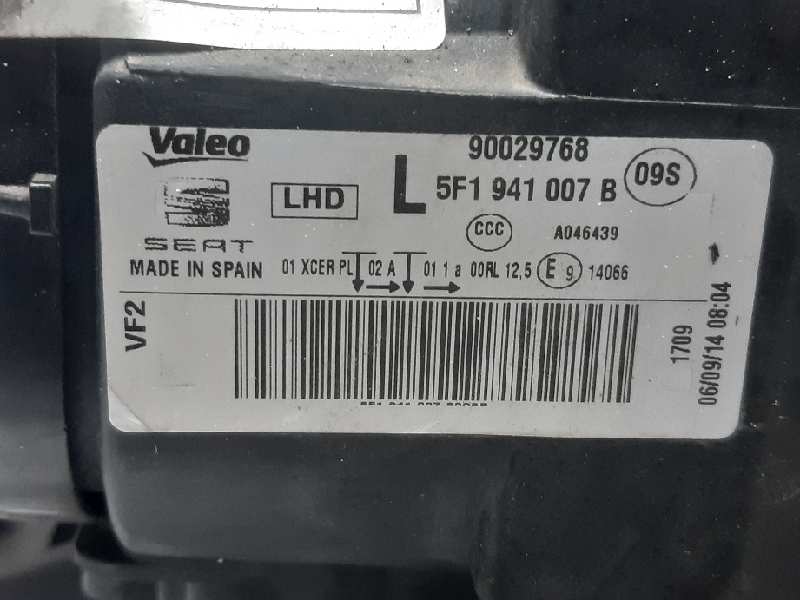 Valeo
90029768
LHD
L
5F1 941 007 B
09S
SEAT
CCC
A046439
MADE IN SPAIN
01 XCER PL 02 A 01 1 a 00RL 12,5 E 9 14066
VF2
1709
06/09/14 08:04